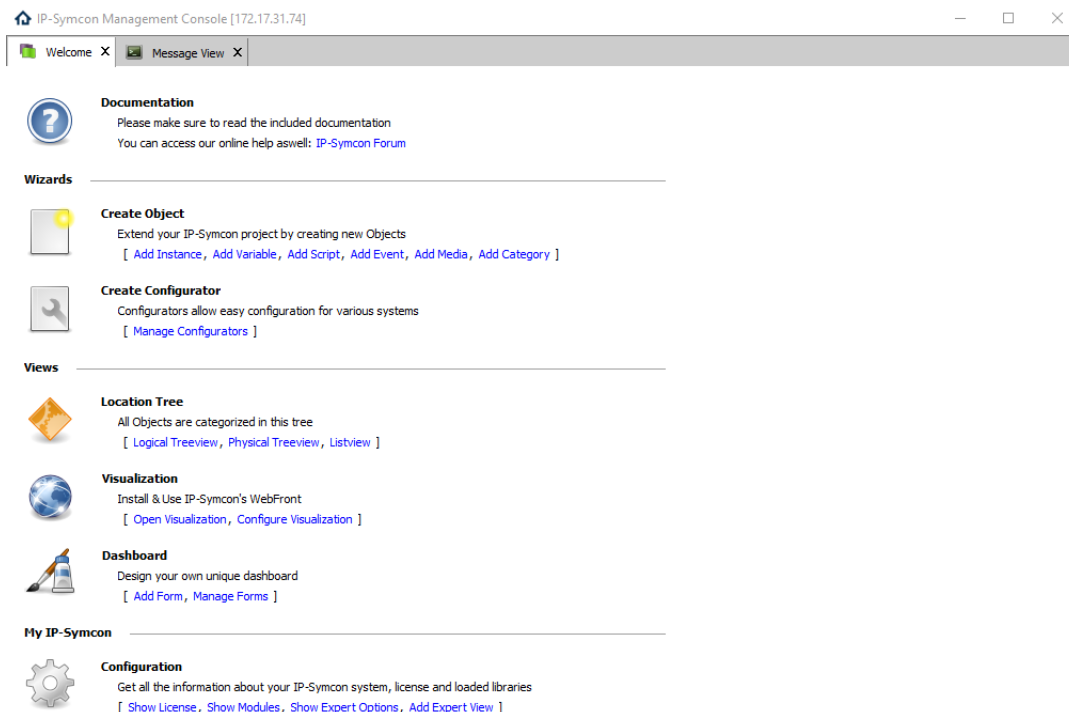 IP-Symcon Management Console [172.17.31.74]
Welcome X Message View X
Documentation
Please make sure to read the included documentation
You can access our online help aswell: IP-Symcon Forum
Wizards
Create Object
Extend your IP-Symcon project by creating new Objects
[ Add Instance, Add Variable, Add Script, Add Event, Add Media, Add Category ]
Create Configurator
Configurators allow easy configuration for various systems
[ Manage Configurators ]
Views
Location Tree
All Objects are categorized in this tree
[ Logical Treeview, Physical Treeview, Listview ]
Visualization
Install & Use IP-Symcon's WebFront
[ Open Visualization, Configure Visualization ]
Dashboard
Design your own unique dashboard
[ Add Form, Manage Forms ]
My IP-Symcon
Configuration
Get all the information about your IP-Symcon system, license and loaded libraries
[ Show License, Show Modules, Show Expert Options, Add Expert View ]